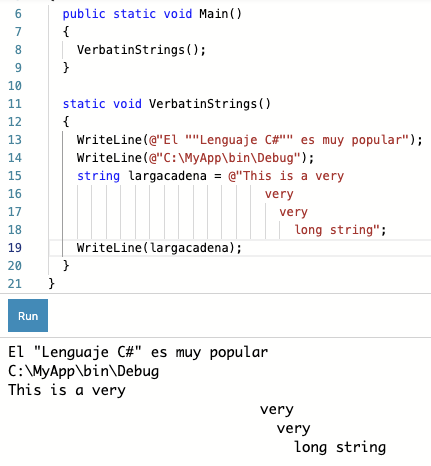 6 public static void Main()
7 {
8 VerbatinStrings();
9 }
10
11 static void VerbatinStrings()
12 {
13 WriteLine(@"El ""Lenguaje C#"" es muy popular");
14 WriteLine(@"C:\MyApp\bin\Debug");
15 string largacadena = @"This is a very
16 very
17 very
18 long string";
19 WriteLine(largacadena);
20 }
21 }
Run
El "Lenguaje C#" es muy popular
C:\MyApp\bin\Debug
This is a very
very
very
long string